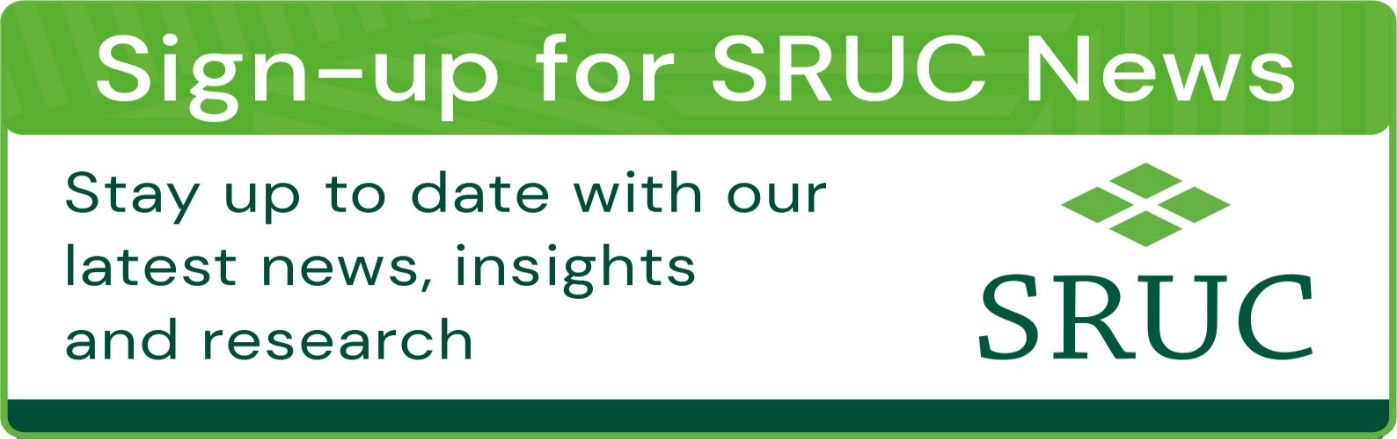 Sign-up for SRUC News
Stay up to date with our
latest news, insights
and research
SRUC